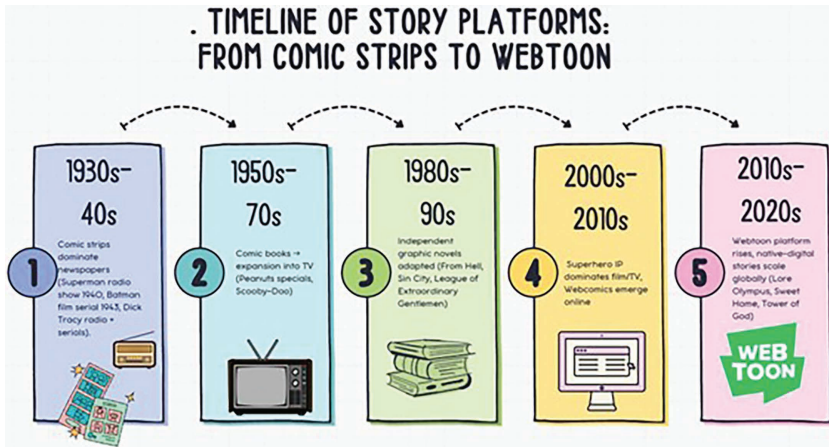 . TIMELINE OF STORY PLATFORMS:
FROM COMIC STRIPS TO WEBTOON
1
1930s-
40s
Comic strips
dominate
newspapers
(Superman radio
show 1940, Batman
film serial 1943, Dick
Tracy radio +
serials).
2
1950s-
70s
Comic books →
expansion into TV
(Peanuts specials,
Scooby-Doo)
3
1980s-
90s
Independent
graphic novels
adapted (From Hell,
Sin City, League of
Extraordinary
Gentlemen)
4
2000s-
2010s
Superhero IP
dominates film/TV,
Webcomics emerge
online
5
2010s-
2020s
Webtoon platform
rises, native-digital
stories scale
globally (Lore
Olympus, Sweet
Home, Tower of
God)
WEB
TOON